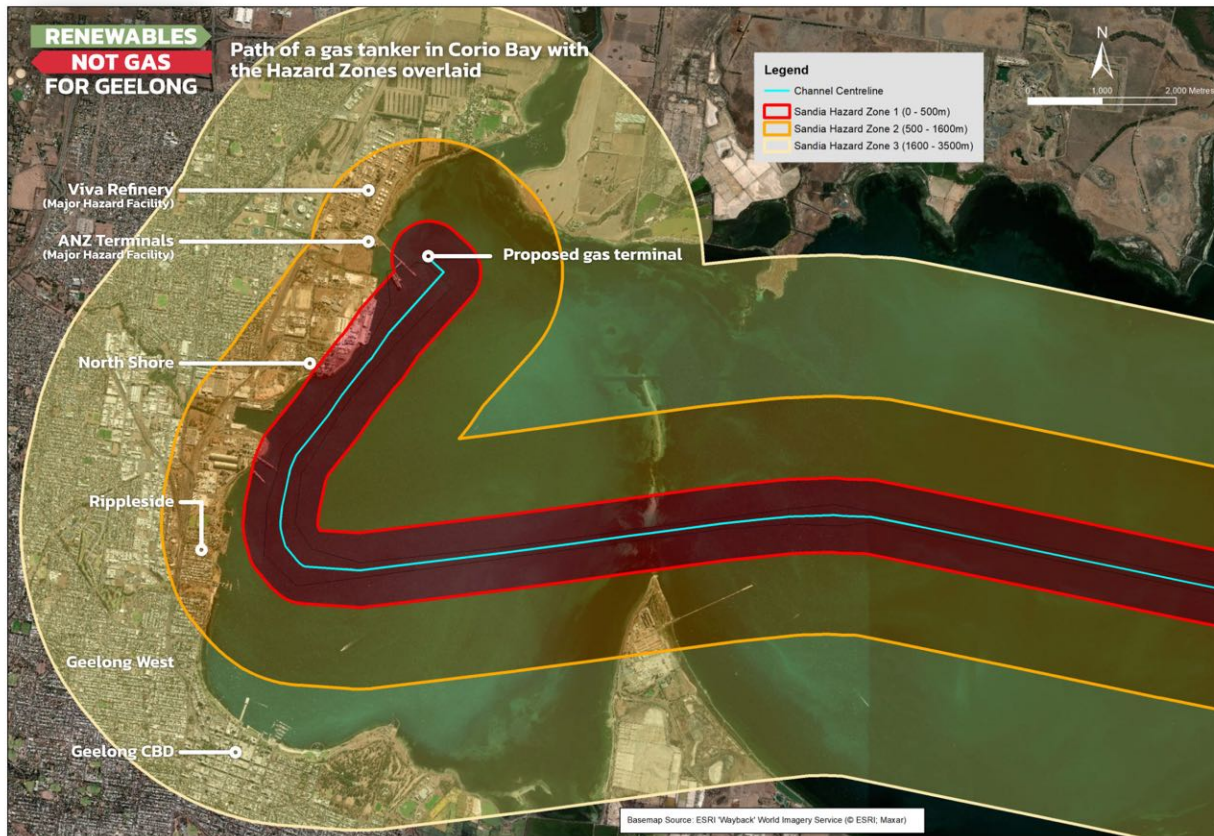 RENEWABLES
NOT GAS
FOR GEELONG
Path of a gas tanker in Corio Bay with
the Hazard Zones overlaid
N
0 1,000 2,000 Metres
Legend
Channel Centreline
Sandia Hazard Zone 1 (0 - 500m)
Sandia Hazard Zone 2 (500 - 1600m)
Sandia Hazard Zone 3 (1600 - 3500m)
Viva Refinery
(Major Hazard Facility)
ANZ Terminals
(Major Hazard Facility)
Proposed gas terminal
North Shore
Rippleside
Geelong West
Geelong CBD
Basemap Source: ESRI 'Wayback' World Imagery Service (© ESRI; Maxar)